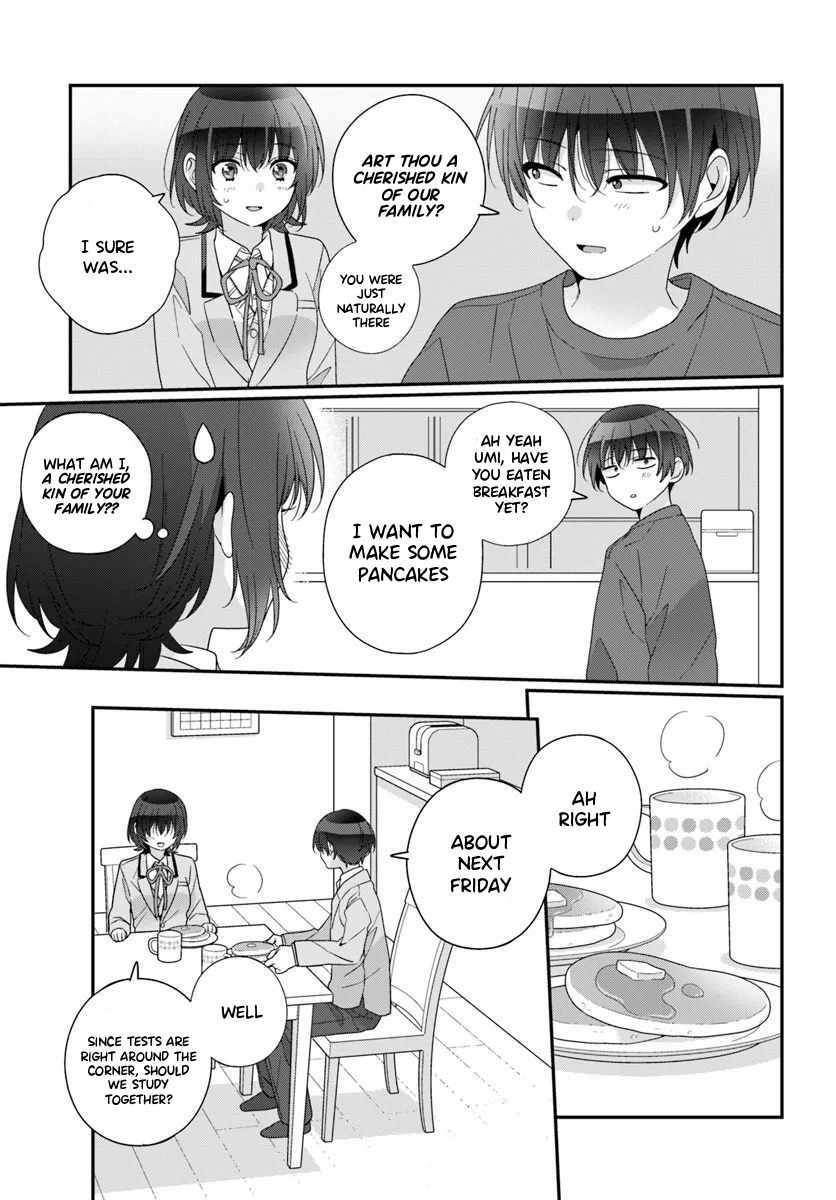 ART THOU A
CHERISHED KIN
OF OUR
FAMILY?
YOU WERE
JUST
NATURALLY
THERE
I SURE
WAS...
AH YEAH
UMI, HAVE
YOU EATEN
BREAKFAST
YET?
I WANT TO
MAKE SOME
PANCAKES
WHAT AM I,
A CHERISHED
KIN OF YOUR
FAMILY??
AH
RIGHT
ABOUT
NEXT
FRIDAY
WELL
SINCE TESTS ARE
RIGHT AROUND THE
CORNER, SHOULD
WE STUDY
TOGETHER?